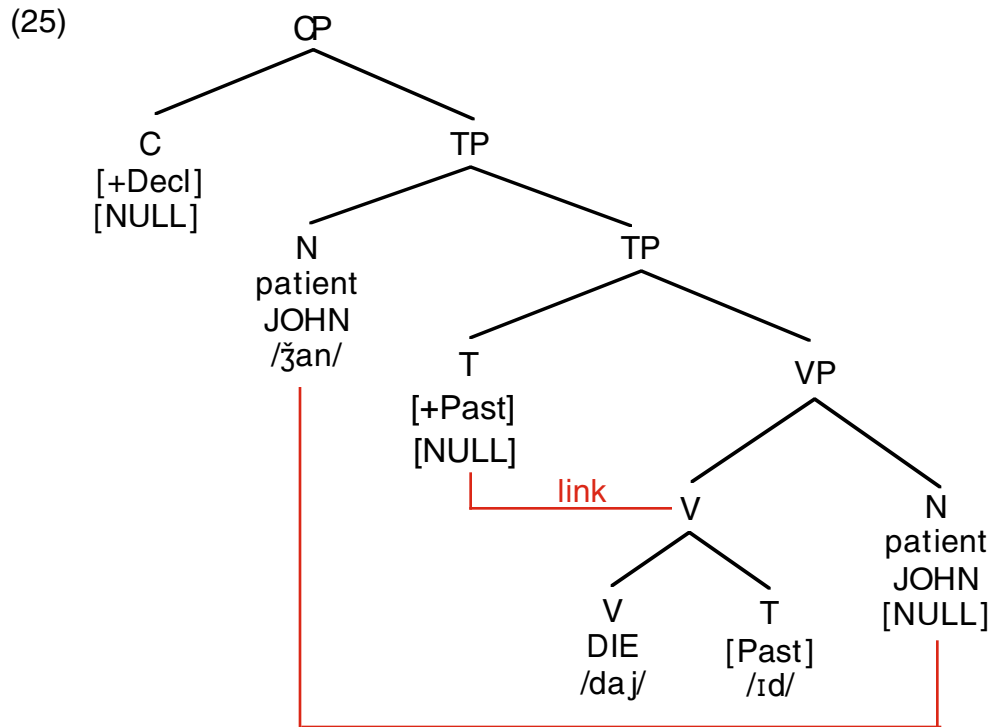 (25)
CP
C
[+Decl]
[NULL]
TP
N
patient
JOHN
/ǯan/
TP
T
[+Past]
[NULL]
VP
link
V
N
patient
JOHN
[NULL]
V
DIE
/daj/
T
[Past]
/ɪd/